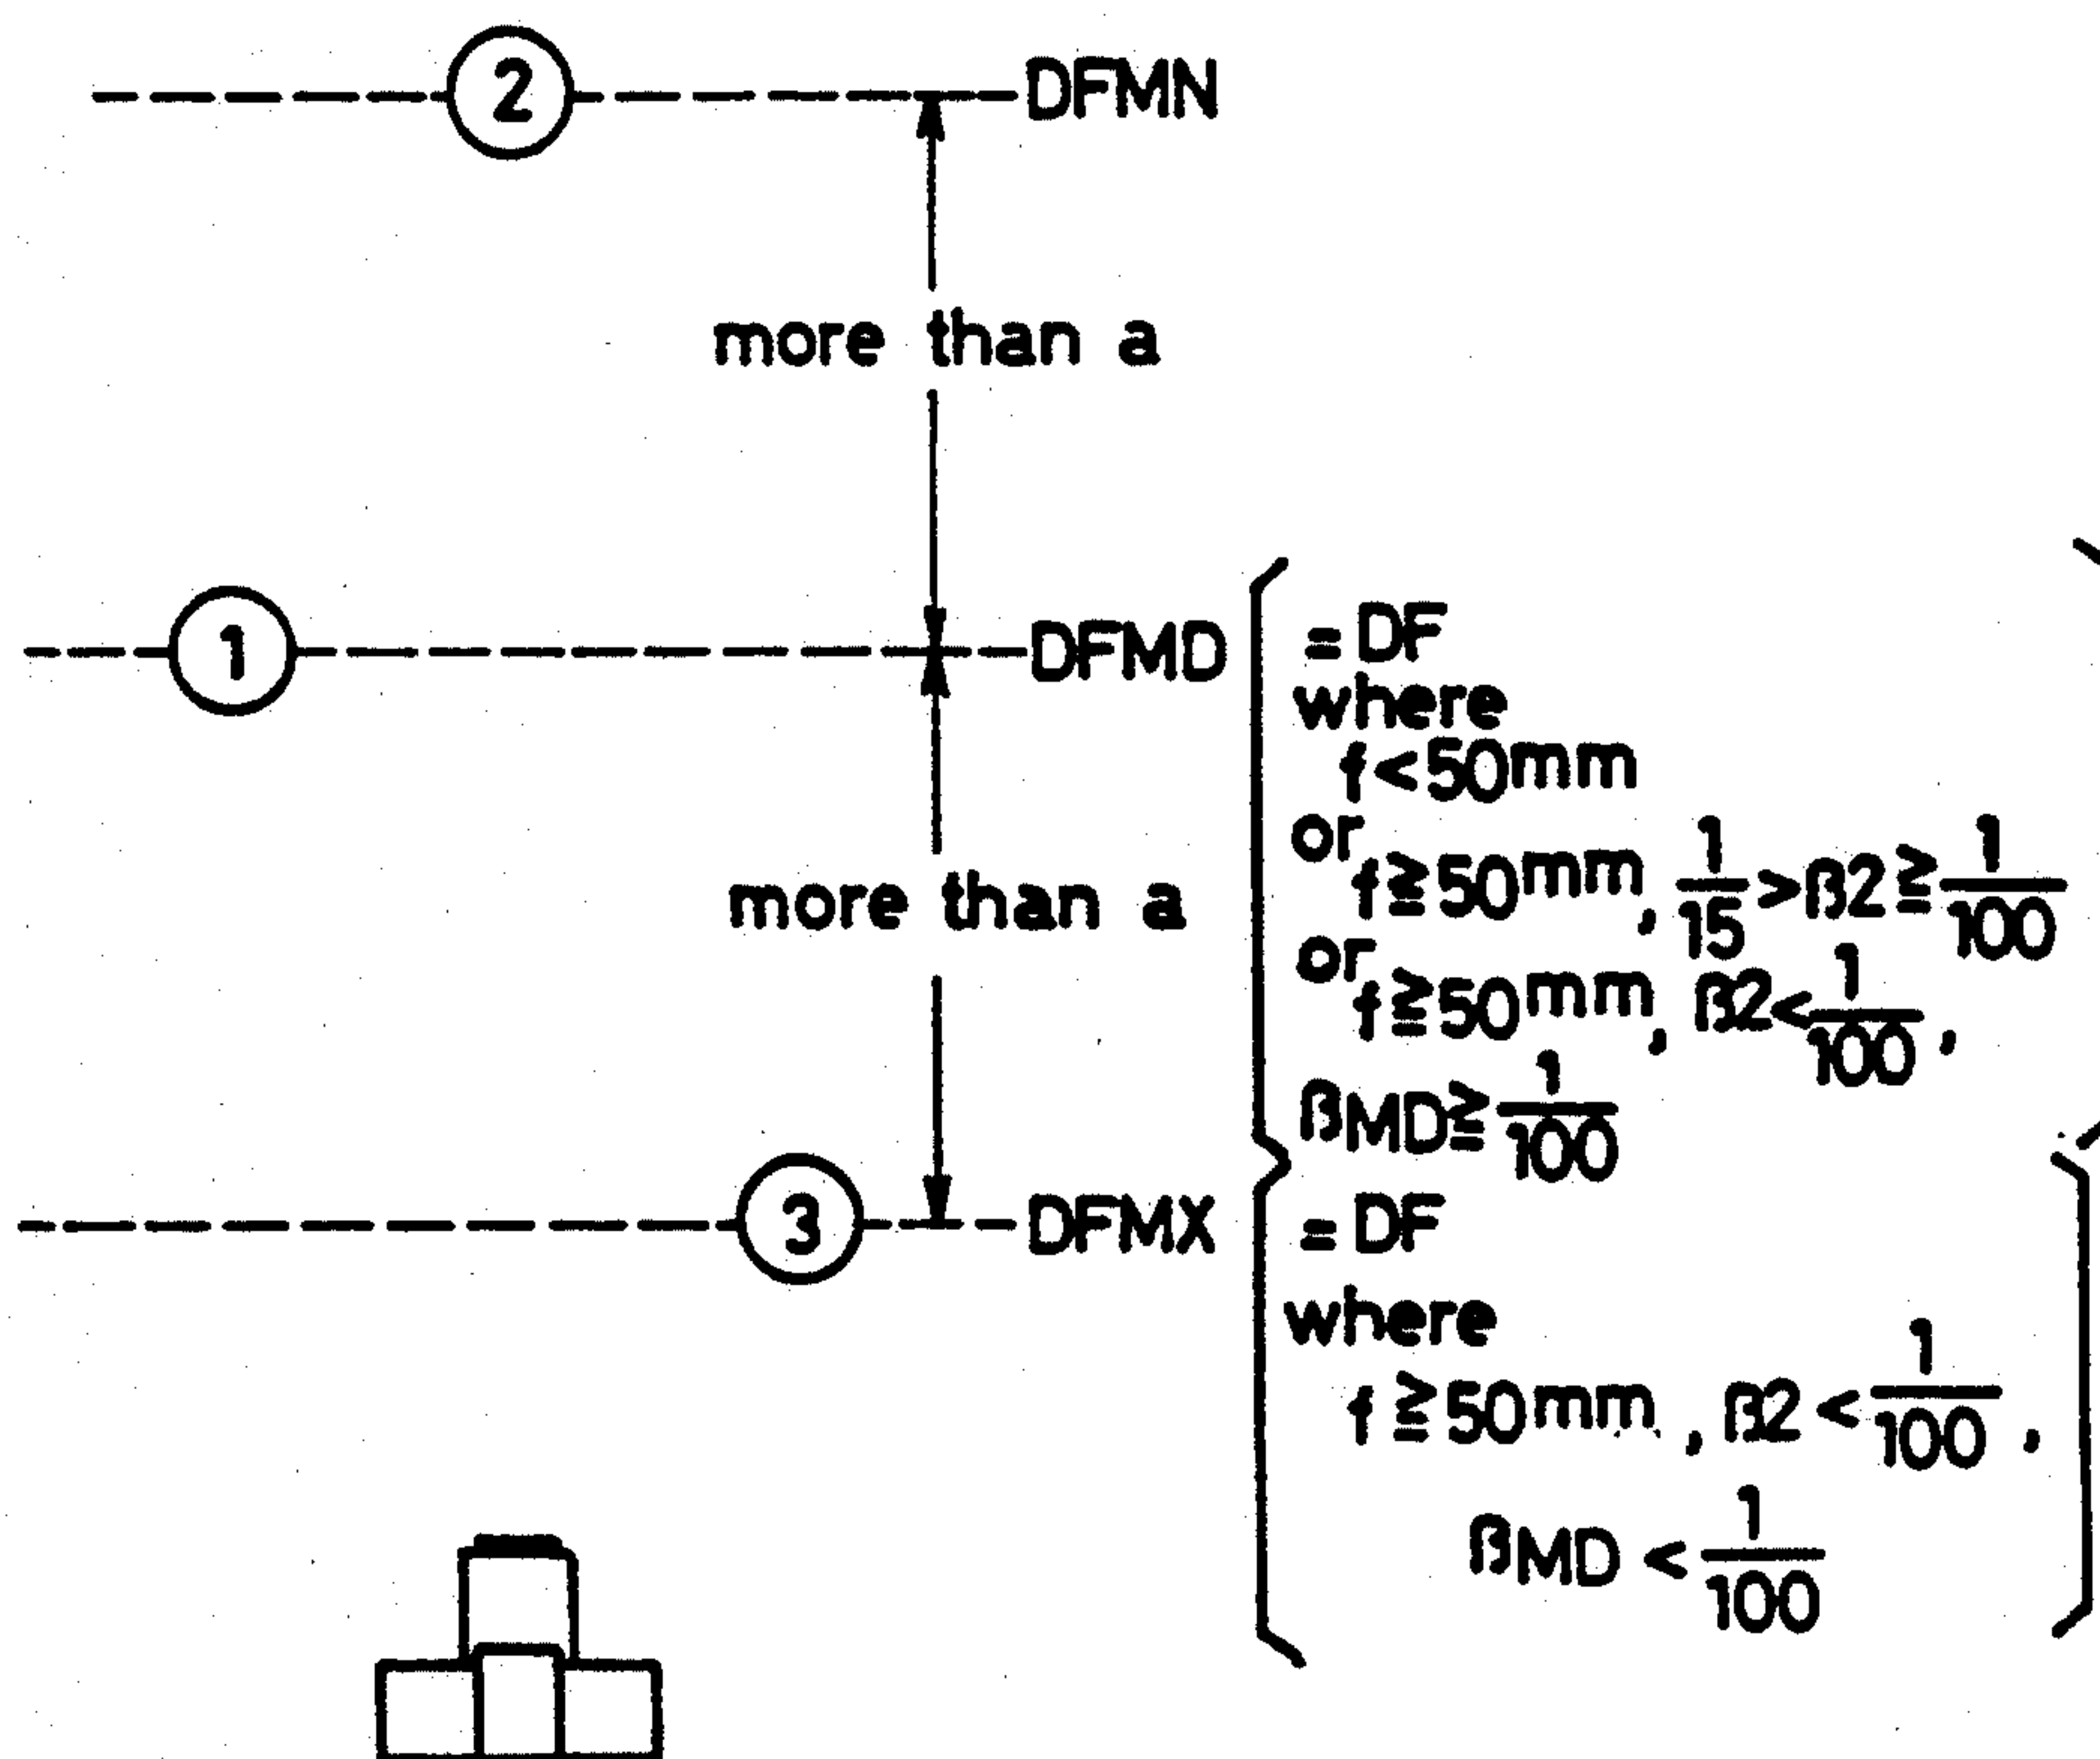 2 DFMN
more than a
1 DFMD
= DF
where
f<50mm
or
f≧50mm, 1/15 >β2≧ 1/100
or
f≧50mm, β2< 1/100,
βMD≧ 1/100
more than a
3 DFMX
= DF
where
f≧50mm, β2< 1/100,
βMD < 1/100